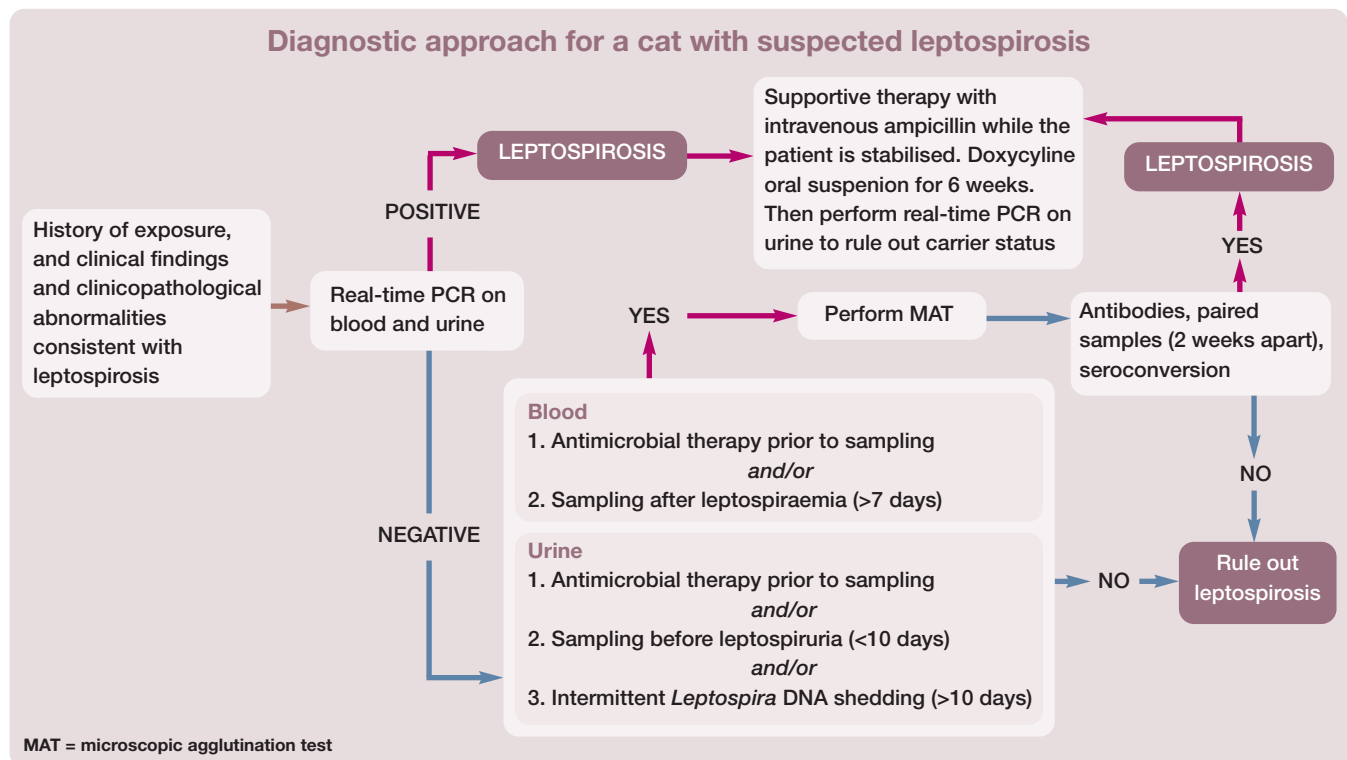 Diagnostic approach for a cat with suspected leptospirosis
History of exposure,
and clinical findings
and clinicopathological
abnormalities
consistent with
leptospirosis
Real-time PCR on
blood and urine
POSITIVE
LEPTOSPIROSIS
Supportive therapy with
intravenous ampicillin while the
patient is stabilised. Doxycyline
oral suspenion for 6 weeks.
Then perform real-time PCR on
urine to rule out carrier status
LEPTOSPIROSIS
YES
YES
Perform MAT
Antibodies, paired
samples (2 weeks apart),
seroconversion
NEGATIVE
Blood
1. Antimicrobial therapy prior to sampling
and/or
2. Sampling after leptospiraemia (>7 days)
Urine
1. Antimicrobial therapy prior to sampling
and/or
2. Sampling before leptospiruria (<10 days)
and/or
3. Intermittent Leptospira DNA shedding (>10 days)
NO
NO
Rule out
leptospirosis
MAT = microscopic agglutination test